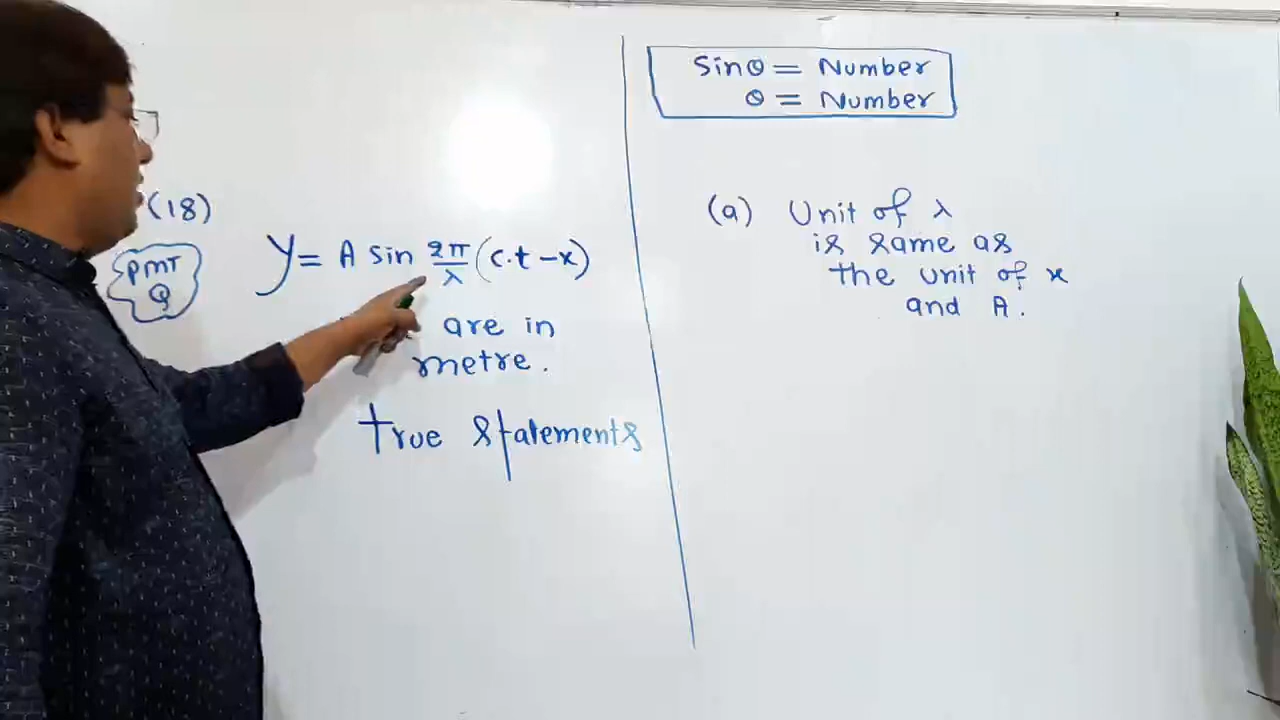 (18)
PMT
Q
y = A sin 2π/λ (c.t - x)
are in
metre.
True statements
Sinθ = Number
θ = Number
(a) Unit of λ
is same as
the unit of x
and A.